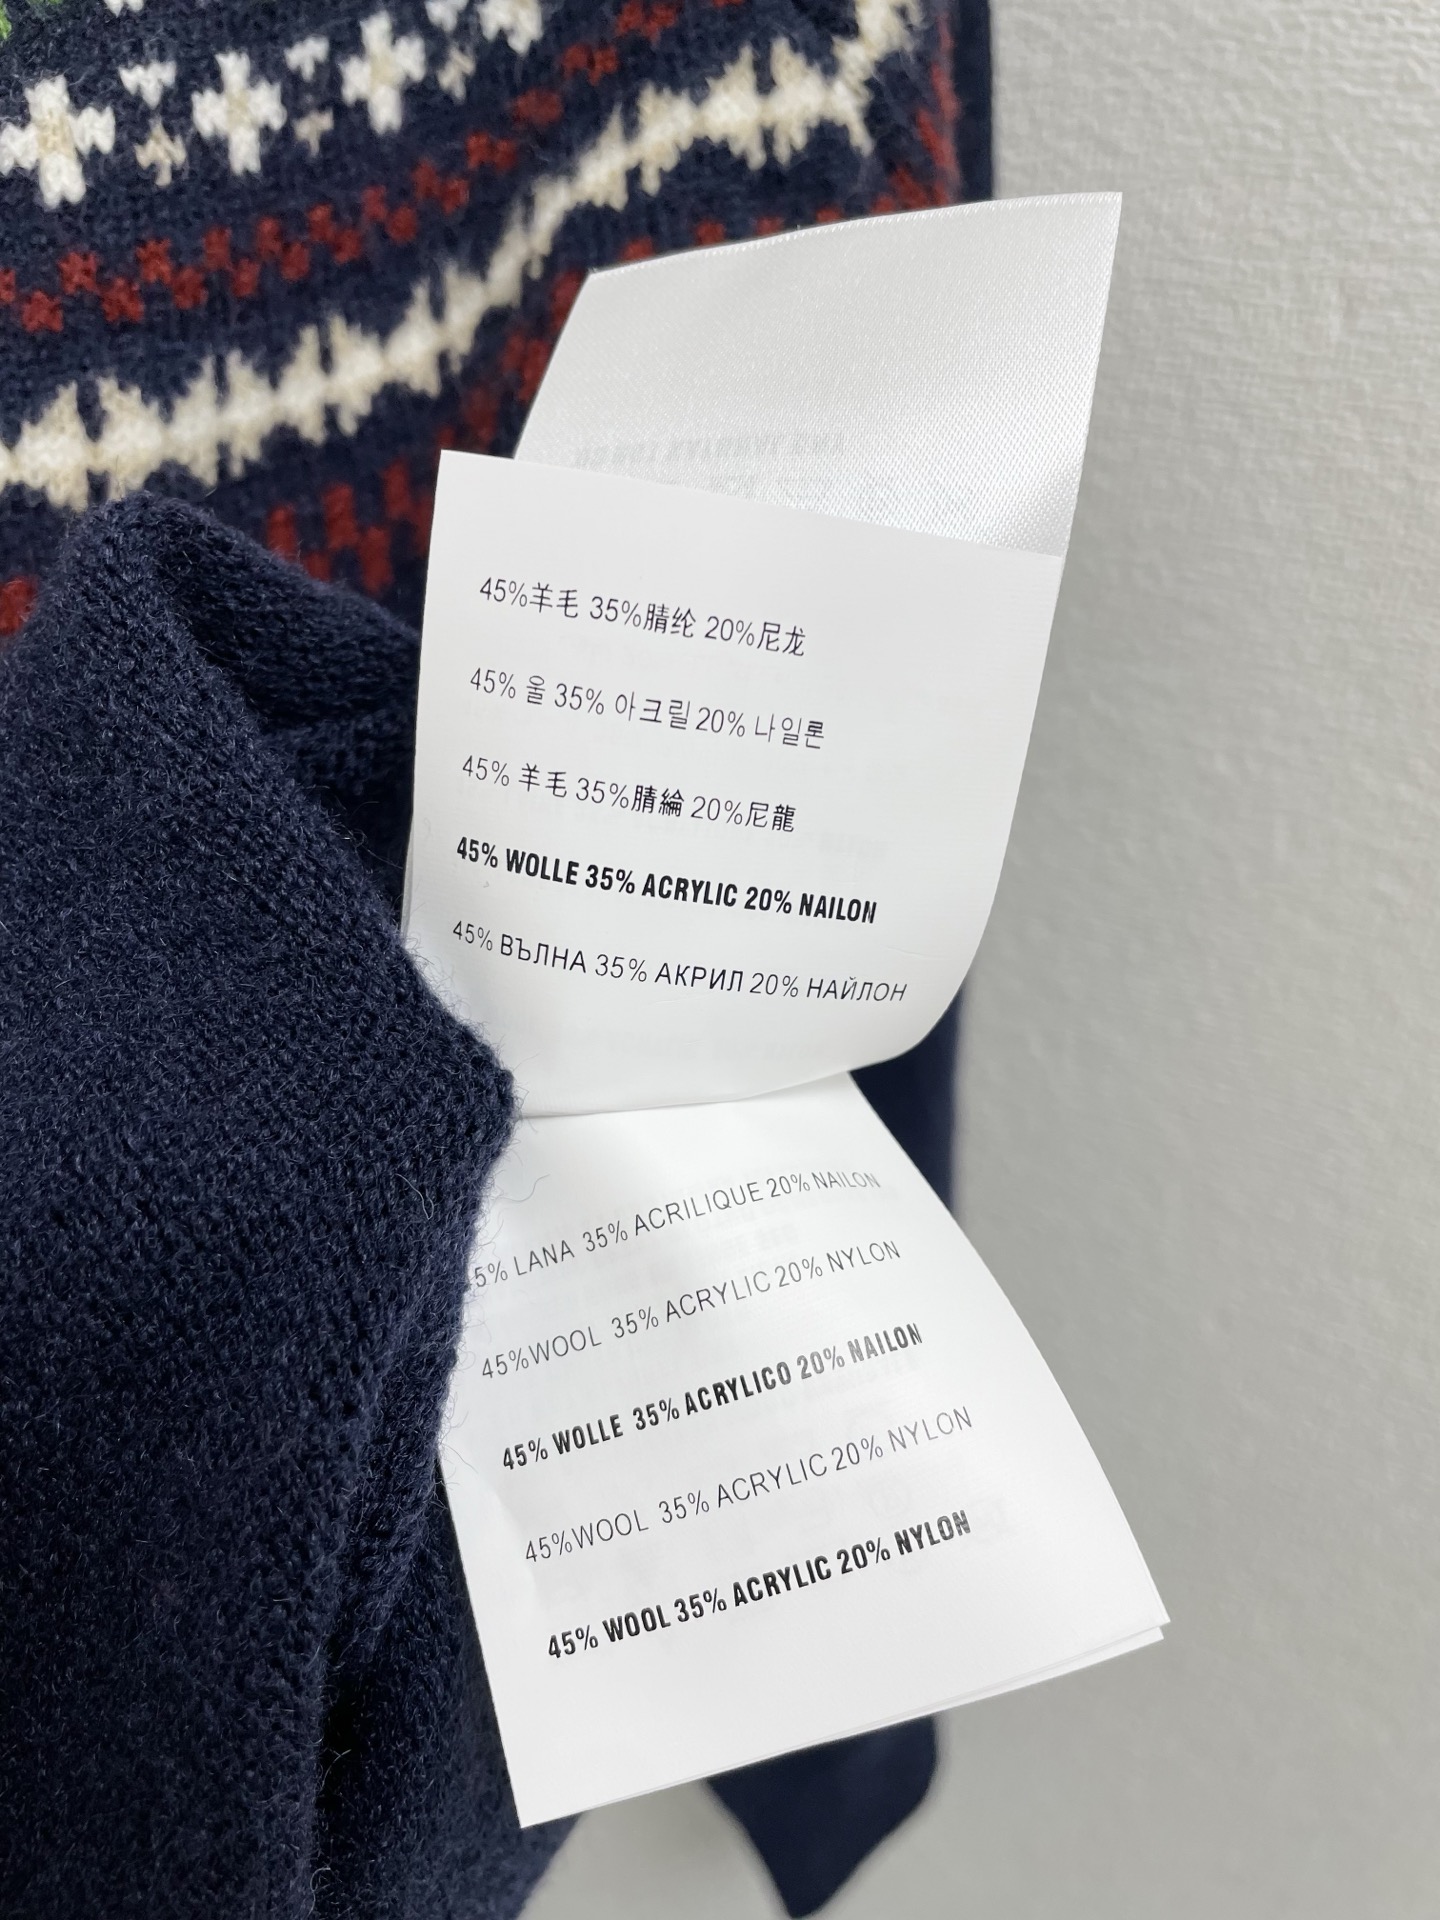 45%羊毛 35%腈纶 20%尼龙
45% 울 35% 아크릴 20% 나일론
45% 羊毛 35%腈綸 20%尼龍
45% WOLLE 35% ACRYLIC 20% NAILON
45% ВЪЛНА 35% АКРИЛ 20% НАЙЛОН
5% LANA 35% ACRILIQUE 20% NAILON
45%WOOL 35% ACRYLIC 20% NYLON
45% WOLLE 35% ACRYLICO 20% NAILON
45%WOOL 35% ACRYLIC 20% NYLON
45% WOOL 35% ACRYLIC 20% NYLON